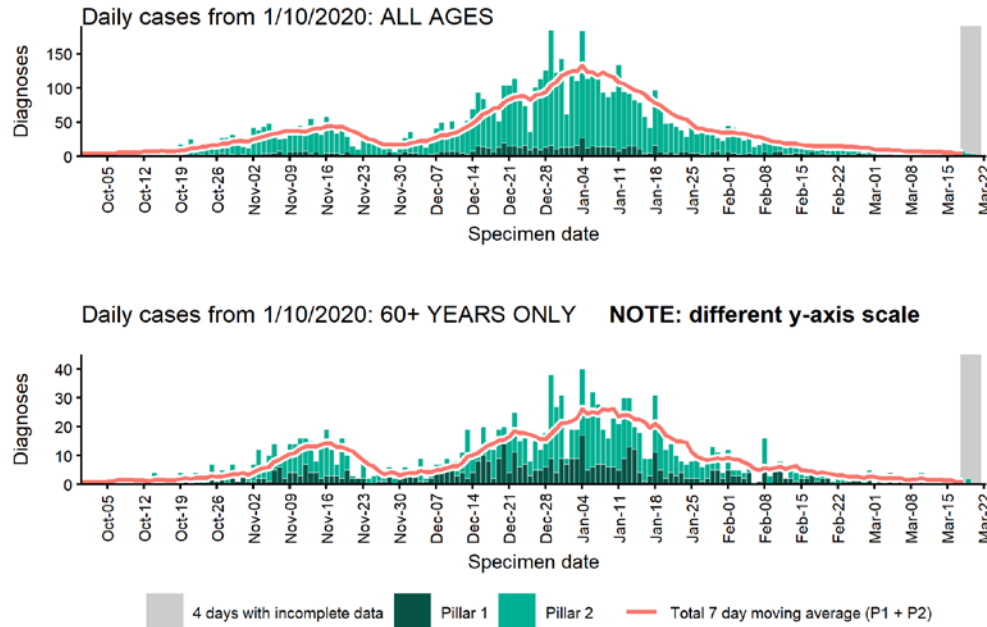 Daily cases from 1/10/2020: ALL AGES
Diagnoses
150
100
50
0
Oct-05
Oct-12
Oct-19
Oct-26
Nov-02
Nov-09
Nov-16
Nov-23
Nov-30
Dec-07
Dec-14
Dec-21
Dec-28
Jan-04
Jan-11
Jan-18
Jan-25
Feb-01
Feb-08
Feb-15
Feb-22
Mar-01
Mar-08
Mar-15
Mar-22
Specimen date
Daily cases from 1/10/2020: 60+ YEARS ONLY NOTE: different y-axis scale
Diagnoses
40
30
20
10
0
Oct-05
Oct-12
Oct-19
Oct-26
Nov-02
Nov-09
Nov-16
Nov-23
Nov-30
Dec-07
Dec-14
Dec-21
Dec-28
Jan-04
Jan-11
Jan-18
Jan-25
Feb-01
Feb-08
Feb-15
Feb-22
Mar-01
Mar-08
Mar-15
Mar-22
Specimen date
4 days with incomplete data Pillar 1 Pillar 2 Total 7 day moving average (P1 + P2)